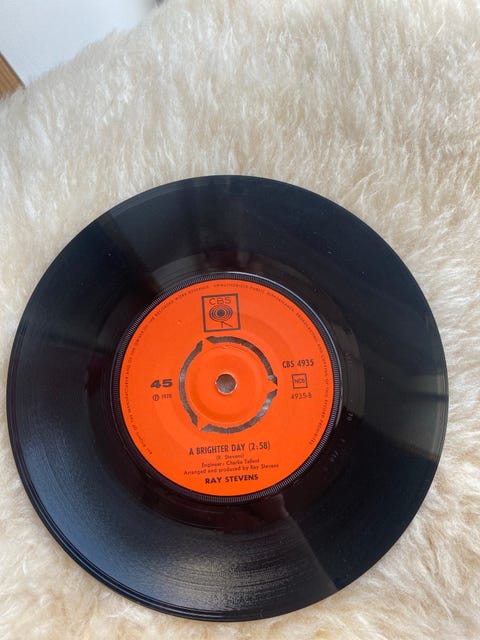 CBS
45
℗ 1970
CBS 4935
NCB
4935-B
A BRIGHTER DAY (2:58)
(R. Stevens)
Engineer: Charlie Tallent
Arranged and produced by Ray Stevens
RAY STEVENS